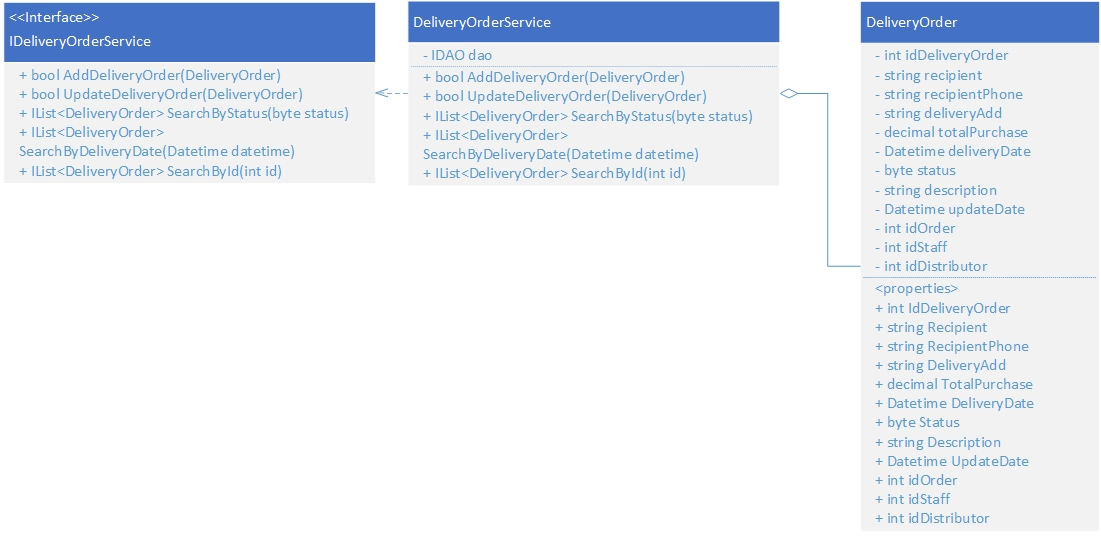 <<Interface>>
IDeliveryOrderService
+ bool AddDeliveryOrder(DeliveryOrder)
+ bool UpdateDeliveryOrder(DeliveryOrder)
+ IList<DeliveryOrder> SearchByStatus(byte status)
+ IList<DeliveryOrder>
SearchByDeliveryDate(Datetime datetime)
+ IList<DeliveryOrder> SearchById(int id)
DeliveryOrderService
- IDAO dao
+ bool AddDeliveryOrder(DeliveryOrder)
+ bool UpdateDeliveryOrder(DeliveryOrder)
+ IList<DeliveryOrder> SearchByStatus(byte status)
+ IList<DeliveryOrder>
SearchByDeliveryDate(Datetime datetime)
+ IList<DeliveryOrder> SearchById(int id)
DeliveryOrder
- int idDeliveryOrder
- string recipient
- string recipientPhone
- string deliveryAdd
- decimal totalPurchase
- Datetime deliveryDate
- byte status
- string description
- Datetime updateDate
- int idOrder
- int idStaff
- int idDistributor
<properties>
+ int IdDeliveryOrder
+ string Recipient
+ string RecipientPhone
+ string DeliveryAdd
+ decimal TotalPurchase
+ Datetime DeliveryDate
+ byte Status
+ string Description
+ Datetime UpdateDate
+ int idOrder
+ int idStaff
+ int idDistributor